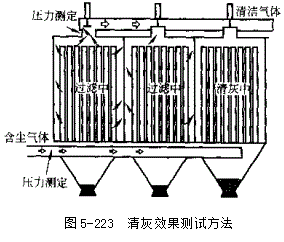 压力测定
清洁气体
过滤中
过滤中
清灰中
含尘气体
压力测定
图5-223 清灰效果测试方法